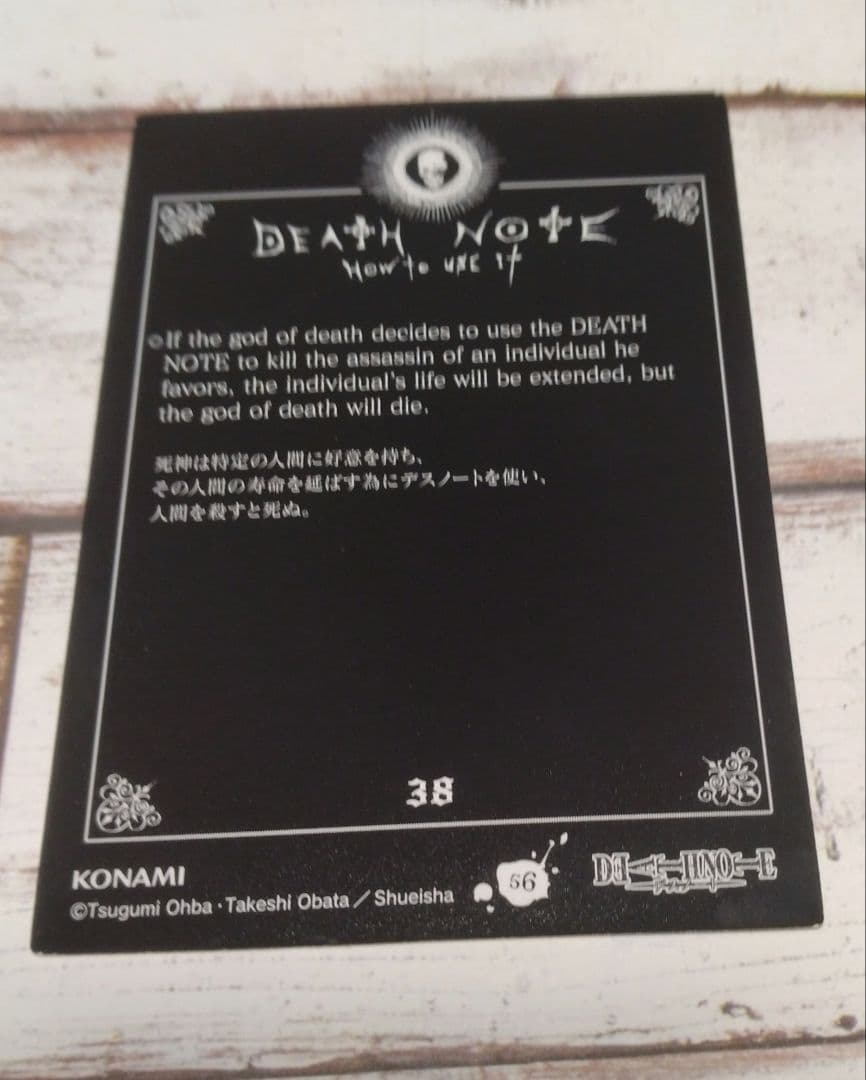 DEATH NOTE
How to use it
If the god of death decides to use the DEATH
NOTE to kill the assassin of an individual he
favors, the individual's life will be extended, but
the god of death will die.
死神は特定の人間に好意を持ち、
その人間の寿命を延ばす為にデスノートを使い、
人間を殺すと死ぬ。
38
KONAMI
©Tsugumi Ohba・Takeshi Obata／Shueisha
56
DEATH NOTE